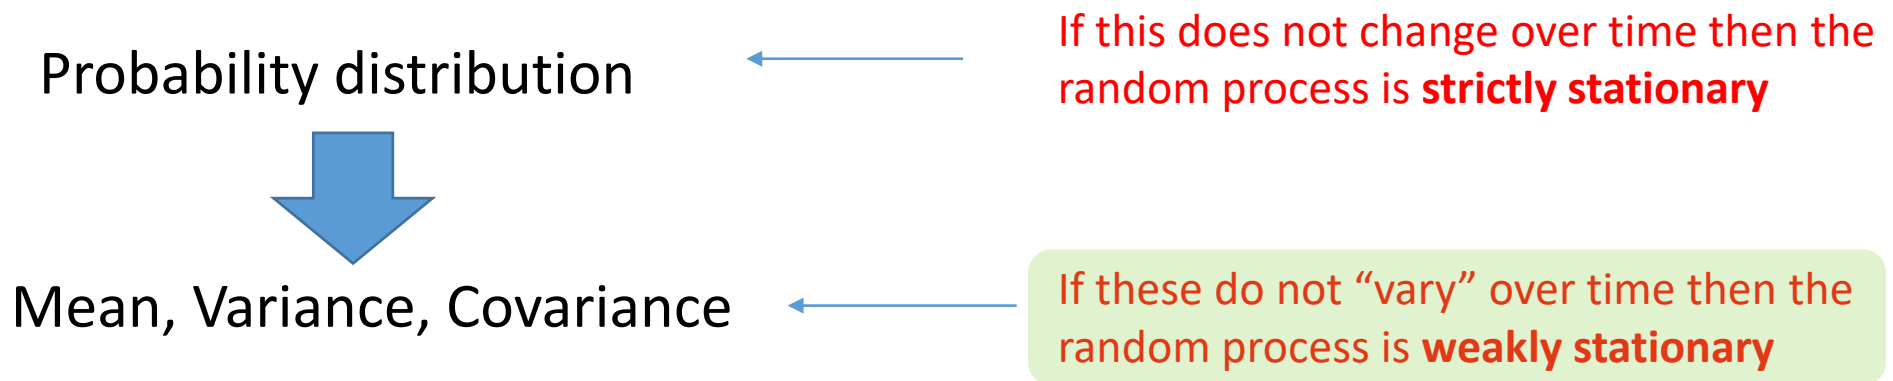 Probability distribution
If this does not change over time then the
random process is strictly stationary
Mean, Variance, Covariance
If these do not “vary” over time then the
random process is weakly stationary